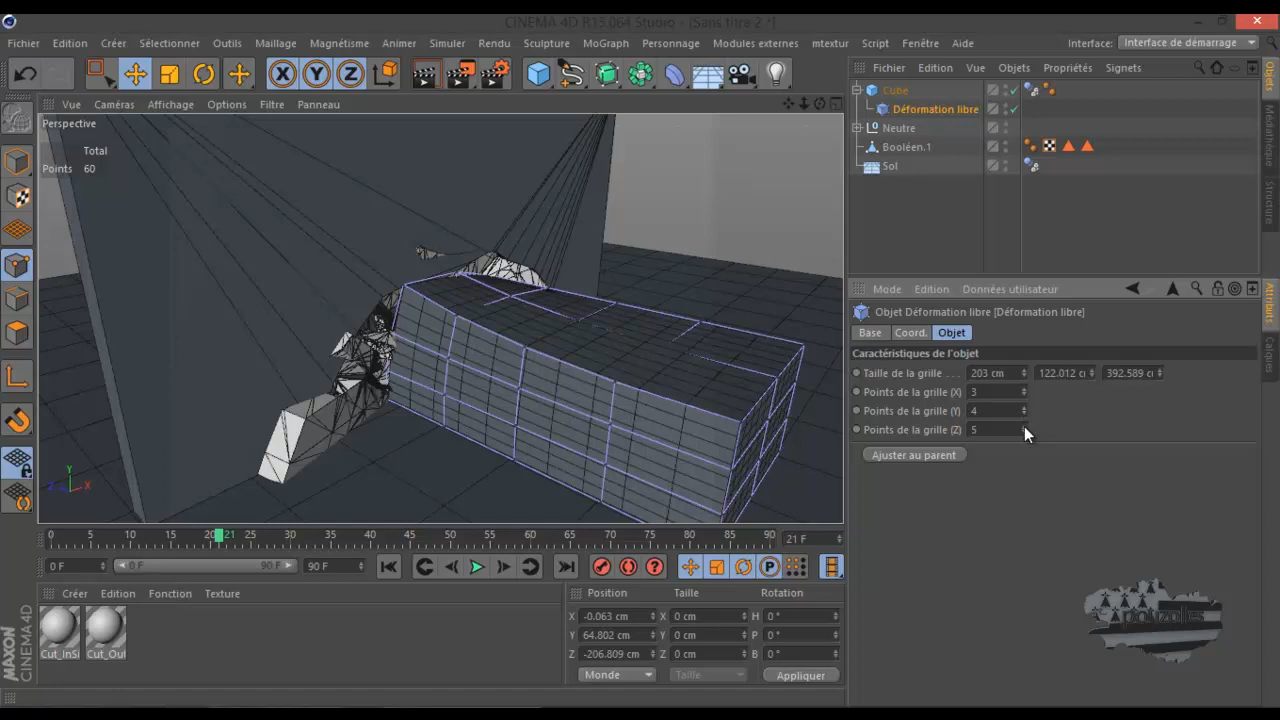 CINEMA 4D R15.064 Studio - [Sans titre 2 *]
Fichier Edition Créer Sélectionner Outils Maillage Magnétisme Animer Simuler Rendu Sculpture MoGraph Personnage Modules externes mtextur Script Fenêtre Aide Interface: Interface de démarrage
X Y Z
Fichier Edition Vue Objets Propriétés Signets
Objets
Médiathèque
Structure
Vue Caméras Affichage Options Filtre Panneau
Cube
Déformation libre
Neutre
Booléen.1
Sol
Perspective
Total
Points 60
Mode Edition Données utilisateur
Attributs
Calques
Objet Déformation libre [Déformation libre]
Base Coord. Objet
Caractéristiques de l'objet
Taille de la grille . . . 203 cm 122.012 c 392.589 c
Points de la grille (X) 3
Points de la grille (Y) 4
Points de la grille (Z) 5
Ajuster au parent
Y
Z X
0 5 10 15 20 21 25 30 35 40 45 50 55 60 65 70 75 80 85 90 21 F
0 F 0 F 90 F 90 F P
Créer Edition Fonction Texture
Cut_InSi Cut_Out
Position Taille Rotation
X -0.063 cm X 0 cm H 0 °
Y 64.802 cm Y 0 cm P 0 °
Z -206.809 cm Z 0 cm B 0 °
Monde Taille Appliquer
MAXON
CINEMA 4D